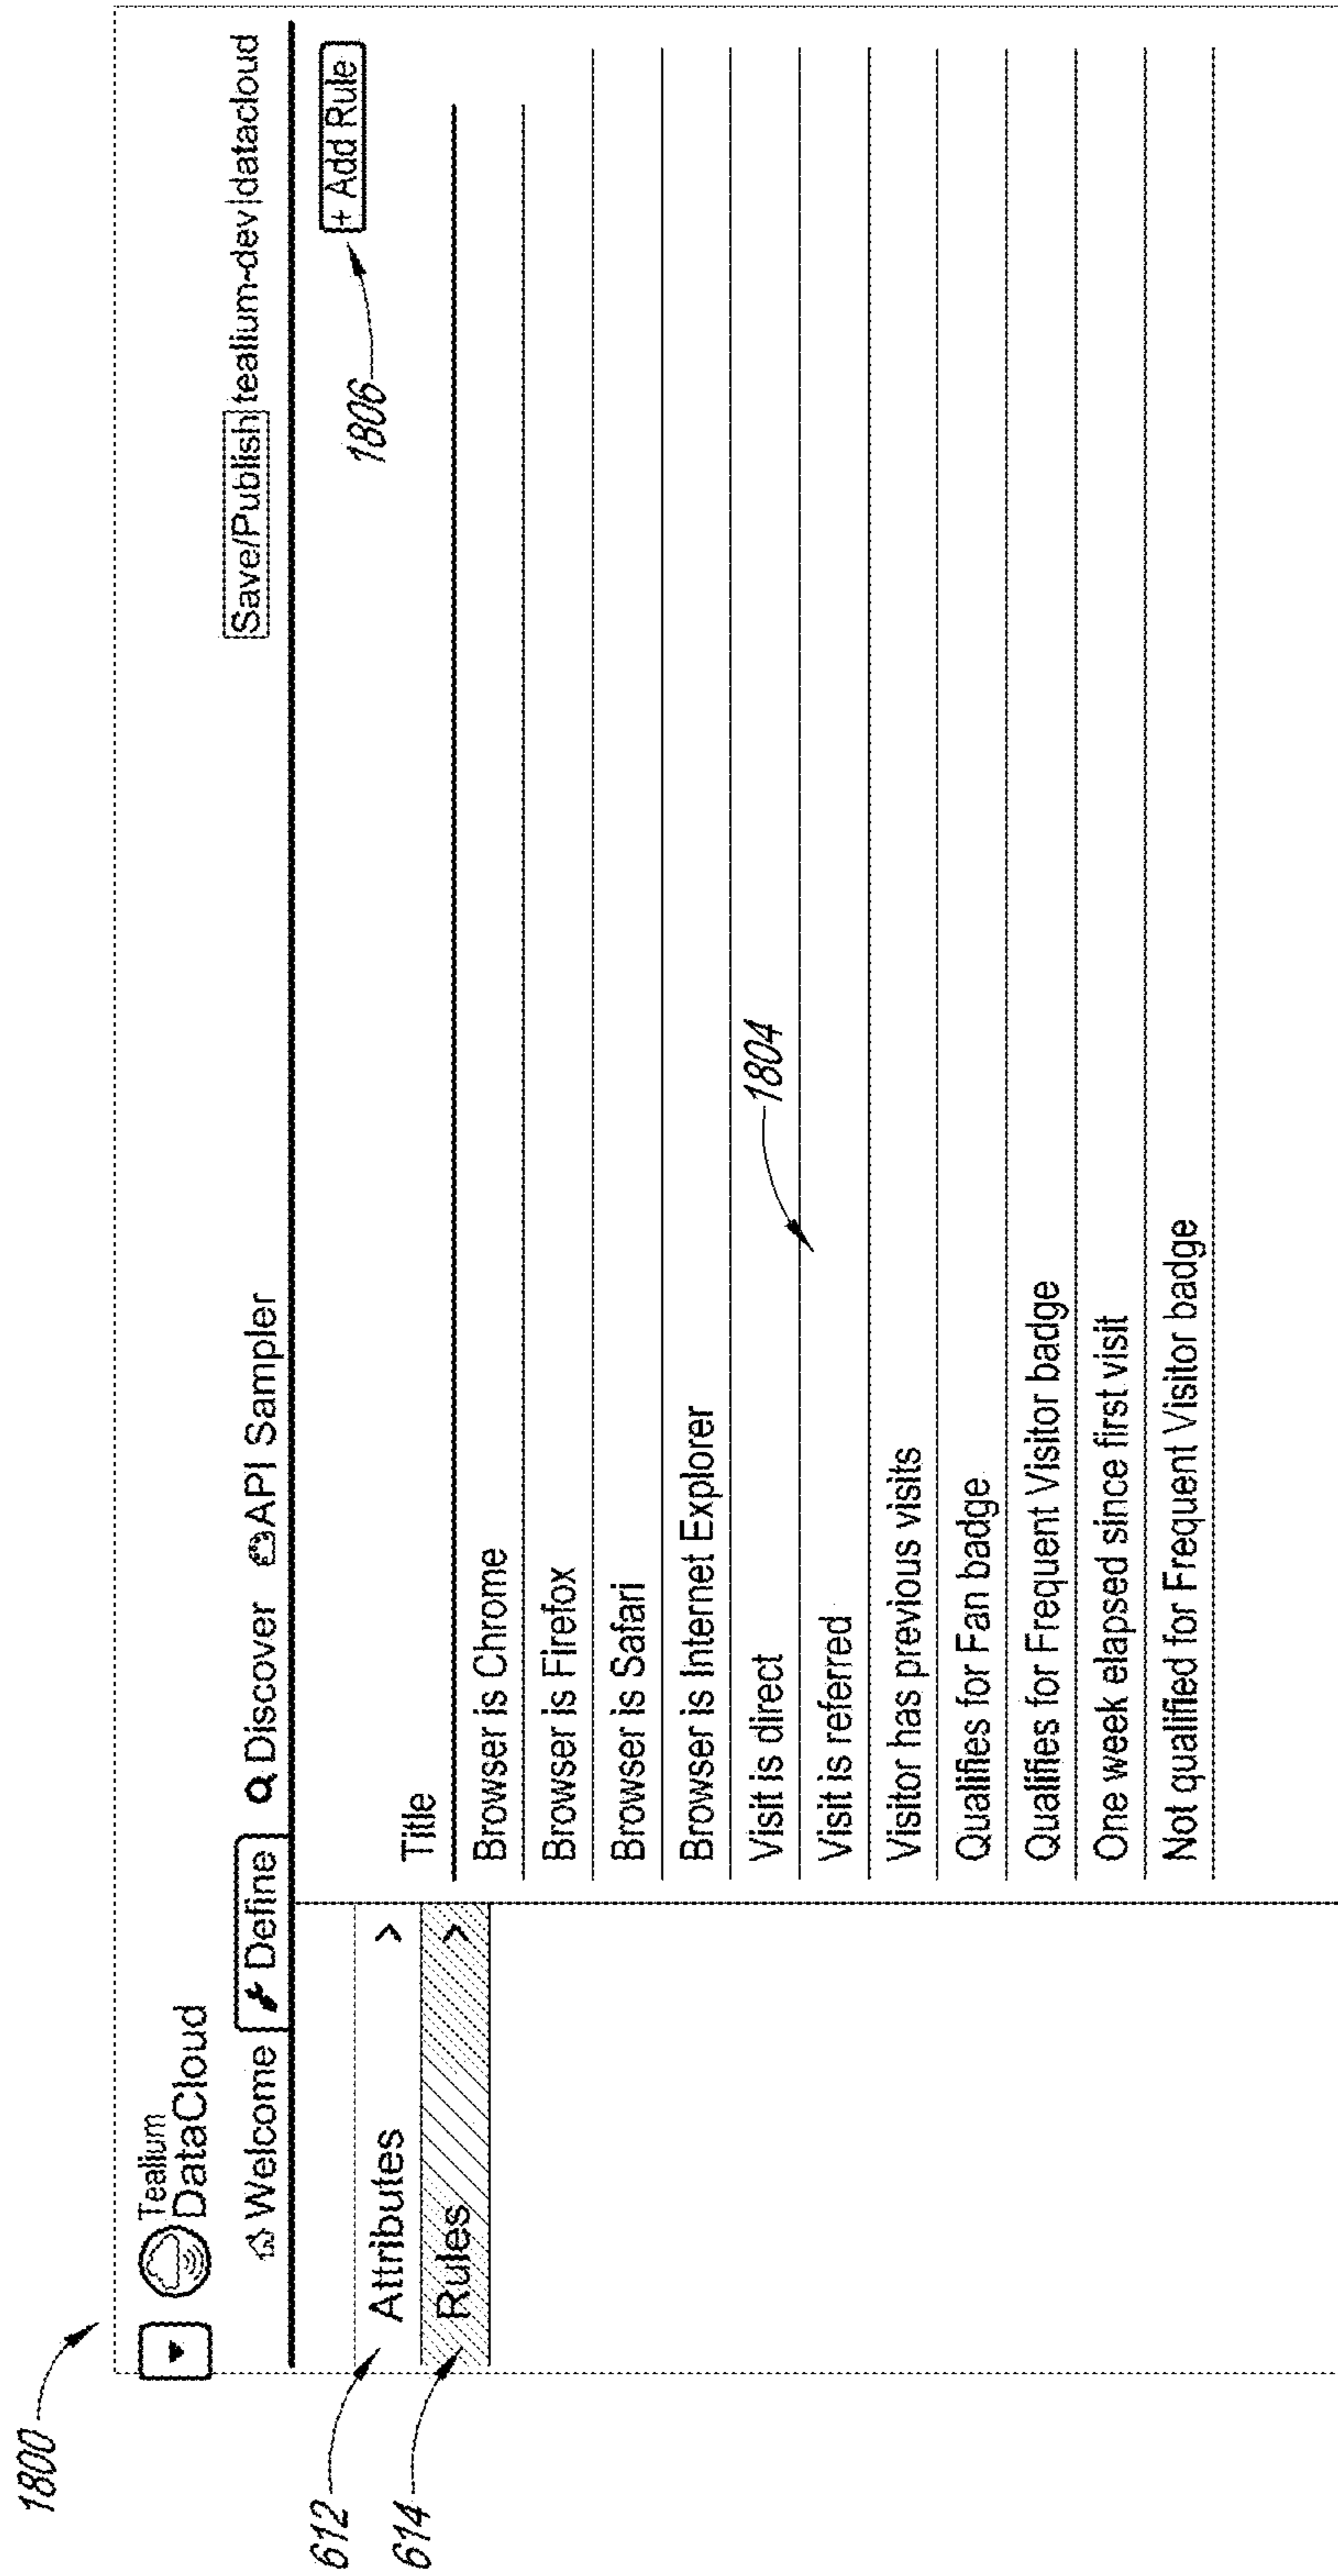 1800
Tealium
DataCloud
Welcome Define Discover API Sampler Save/Publish tealium-dev|datacloud
612
Attributes >
614
Rules >
+ Add Rule
1806
Title
Browser is Chrome
Browser is Firefox
Browser is Safari
Browser is Internet Explorer
Visit is direct
1804
Visit is referred
Visitor has previous visits
Qualifies for Fan badge
Qualifies for Frequent Visitor badge
One week elapsed since first visit
Not qualified for Frequent Visitor badge